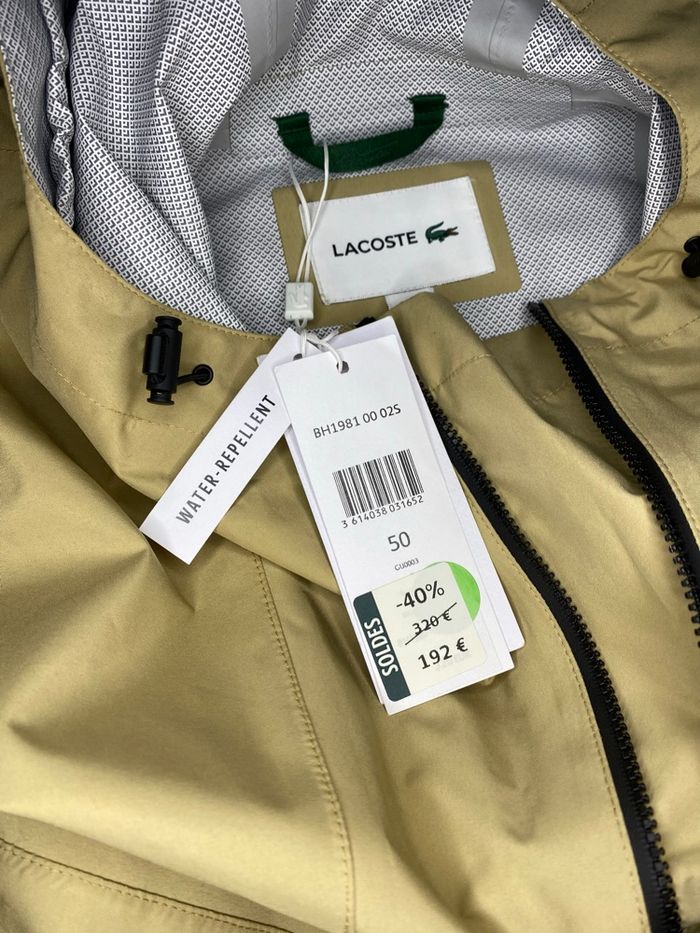 LACOSTE
WATER-REPELLENT
BH1981 00 02S
3 614038 031652
50
GU0003
SOLDES
-40%
320 €
192 €